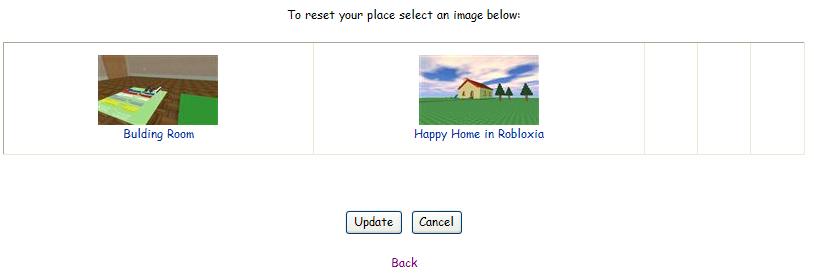 To reset your place select an image below:
Bulding Room
Happy Home in Robloxia
Update
Cancel
Back